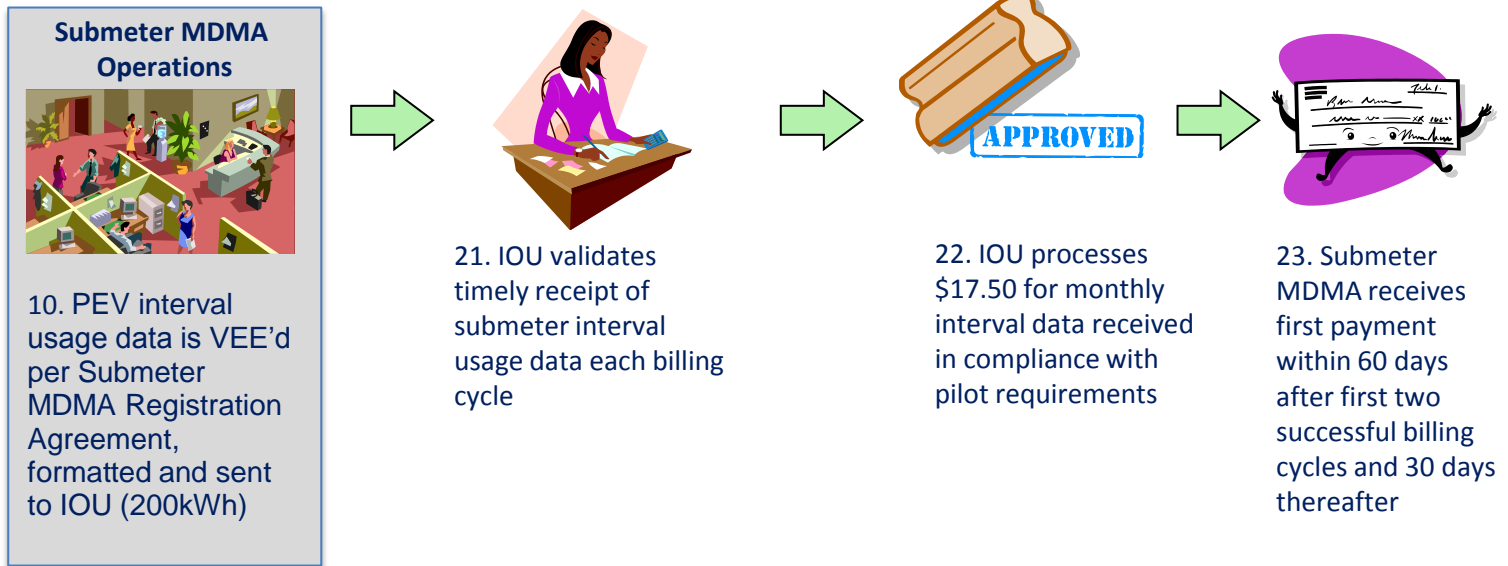 Submeter MDMA
Operations
10. PEV interval
usage data is VEE’d
per Submeter
MDMA Registration
Agreement,
formatted and sent
to IOU (200kWh)
21. IOU validates
timely receipt of
submeter interval
usage data each billing
cycle
APPROVED
22. IOU processes
$17.50 for monthly
interval data received
in compliance with
pilot requirements
23. Submeter
MDMA receives
first payment
within 60 days
after first two
successful billing
cycles and 30 days
thereafter